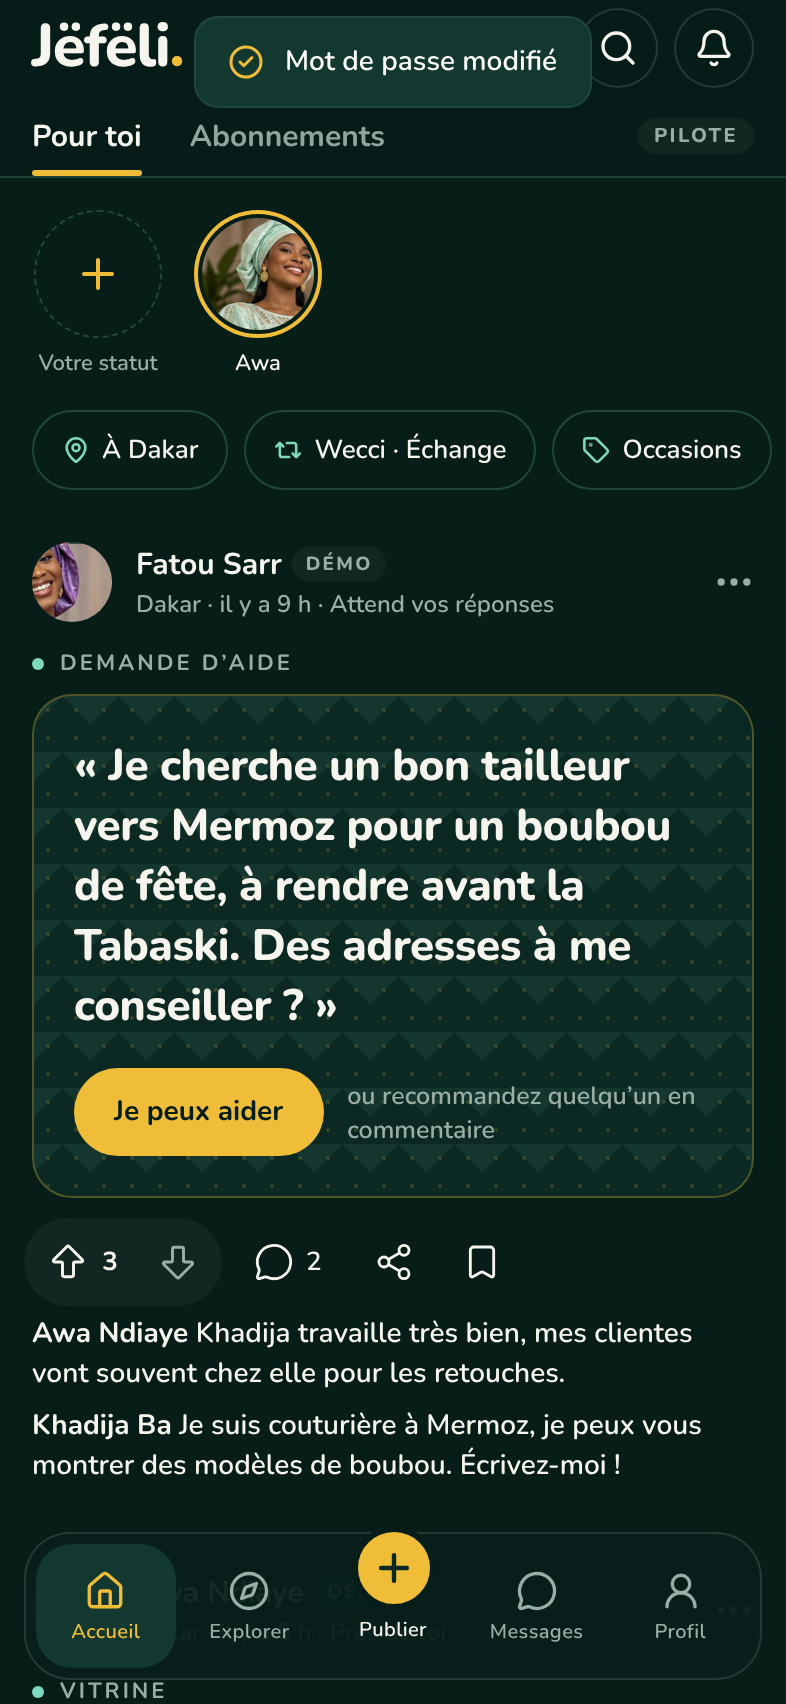 Jëfëli.
Mot de passe modifié
Pour toi
Abonnements
PILOTE
Votre statut
Awa
À Dakar
Wecci · Échange
Occasions
Fatou Sarr DÉMO
Dakar · il y a 9 h · Attend vos réponses
DEMANDE D’AIDE
« Je cherche un bon tailleur
vers Mermoz pour un boubou
de fête, à rendre avant la
Tabaski. Des adresses à me
conseiller ? »
Je peux aider
ou recommandez quelqu’un en
commentaire
3
2
Awa Ndiaye Khadija travaille très bien, mes clientes
vont souvent chez elle pour les retouches.
Khadija Ba Je suis couturière à Mermoz, je peux vous
montrer des modèles de boubou. Écrivez-moi !
Accueil
Explorer
Publier
Messages
Profil
VITRINE